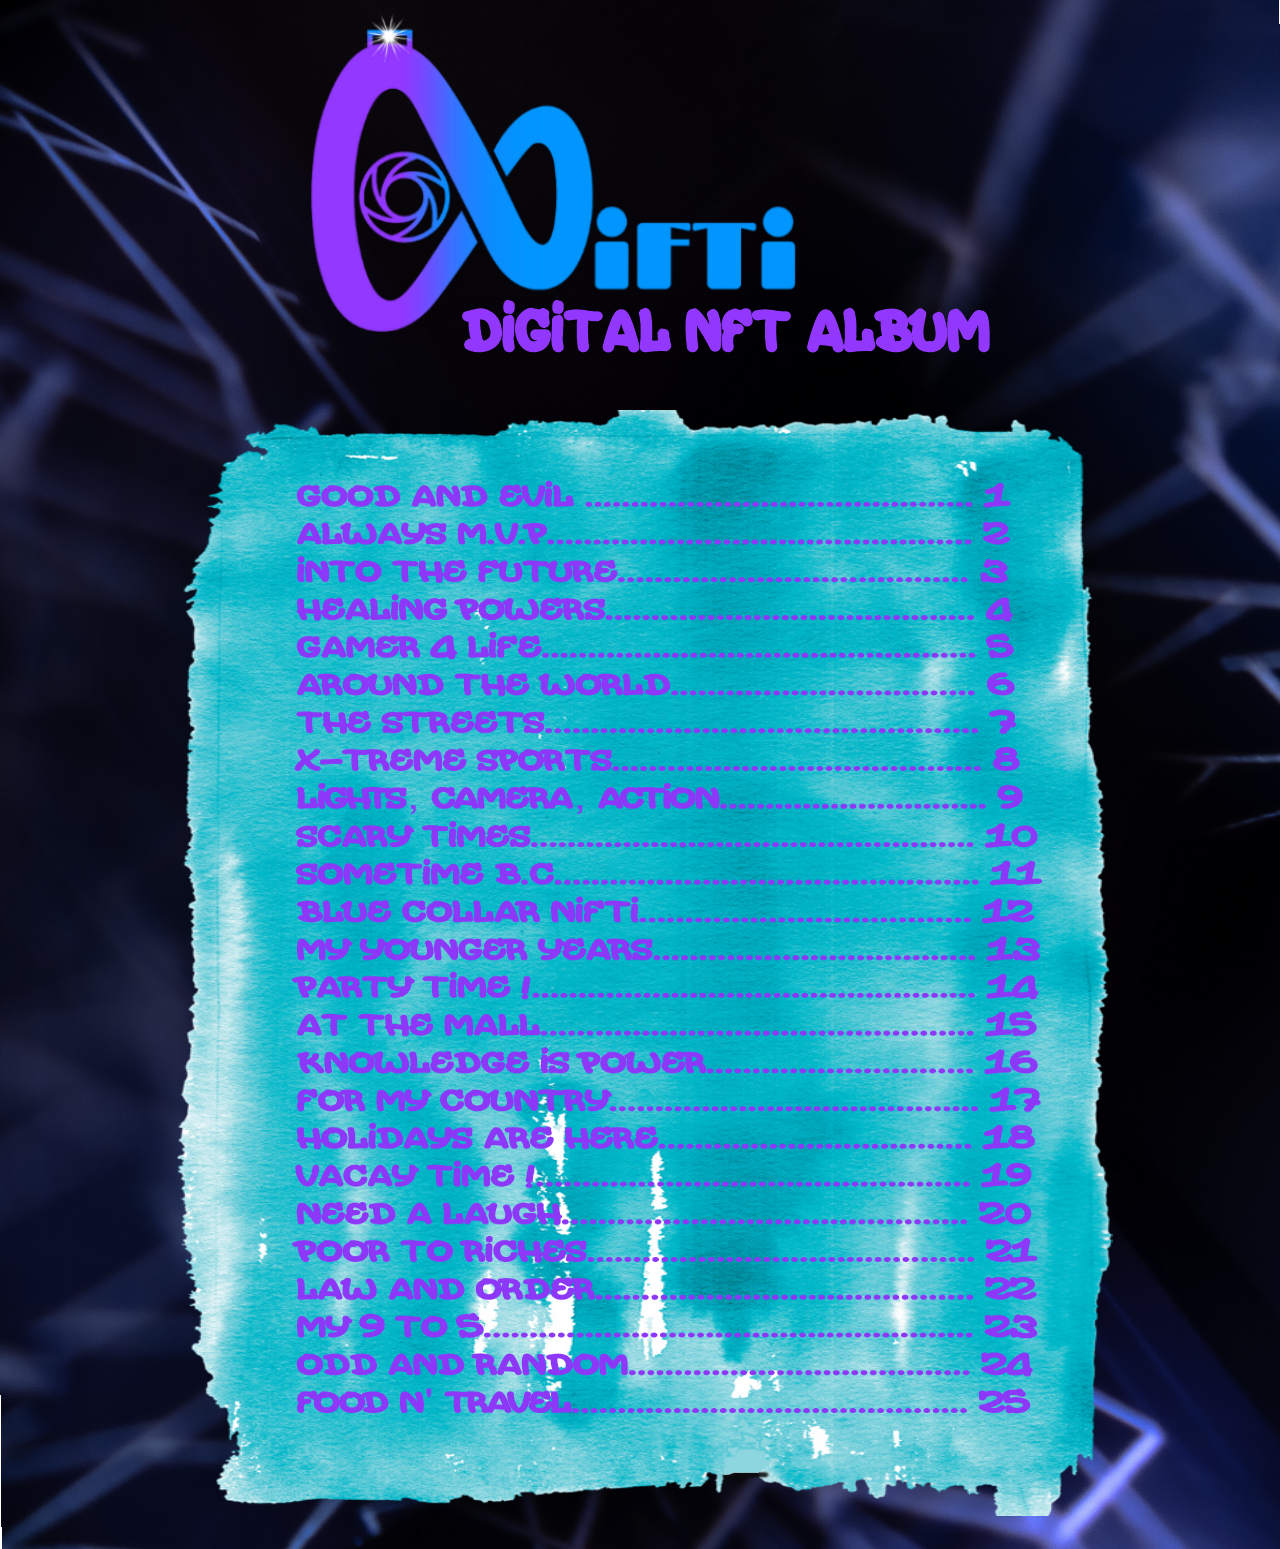 NiFTi
DiGiTAL NFT ALBUM
GOOD AND EViL ........................................ 1
ALWAYS M.V.P............................................ 2
iNTO THE FUTURE.................................... 3
HEALiNG POWERS...................................... 4
GAMER 4 LiFE............................................. 5
AROUND THE WORLD................................ 6
THE STREETS............................................. 7
X-TREME SPORTS...................................... 8
LiGHTS, CAMERA, ACTiON............................ 9
SCARY TiMES.............................................. 10
SOMETiME B.C............................................ 11
BLUE COLLAR NiFTi................................... 12
MY YOUNGER YEARS.................................. 13
PARTY TiME !.............................................. 14
AT THE MALL............................................. 15
KNOWLEDGE iS POWER............................ 16
FOR MY COUNTRY...................................... 17
HOLiDAYS ARE HERE................................. 18
VACAY TiME !............................................. 19
NEED A LAUGH.......................................... 20
POOR TO RiCHES........................................ 21
LAW AND ORDER....................................... 22
MY 9 TO 5.................................................. 23
ODD AND RANDOM.................................... 24
FOOD N' TRAVEL......................................... 25